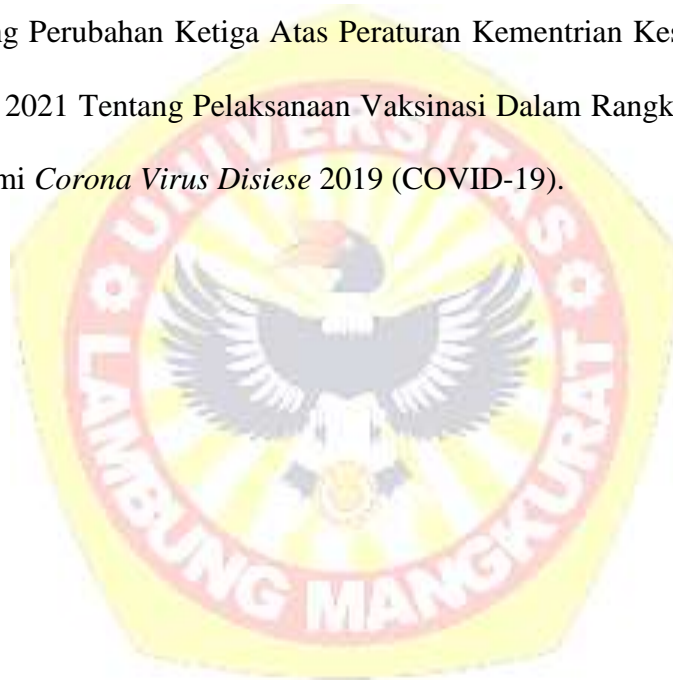 ng Perubahan Ketiga Atas Peraturan Kementrian Kes
2021 Tentang Pelaksanaan Vaksinasi Dalam Rangk
mi Corona Virus Disiese 2019 (COVID-19).
UNIVERSITAS
LAMBUNG MANGKURAT